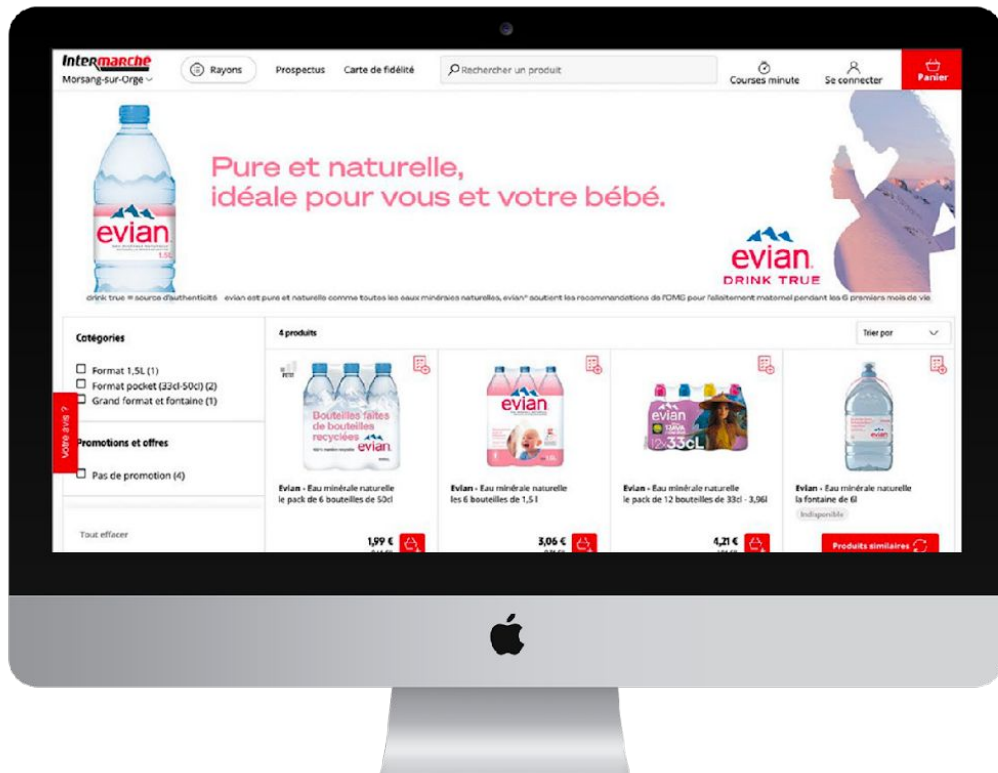 Intermarche
Morsang-sur-Orge
Rayons
Prospectus
Carte de fidélité
Rechercher un produit
Courses minute
Se connecter
Panier
Pure et naturelle,
idéale pour vous et votre bébé.
evian
1.5L
evian
DRINK TRUE
drink true = source d'authenticité evian est pure et naturelle comme toutes les eaux minérales naturelles, evian® soutient les recommandations de l'OMS pour l'allaitement maternel pendant les 6 premiers mois de vie
Catégories
Format 1,5L (1)
Format pocket (33cl-50cl) (2)
Grand format et fontaine (1)
Votre avis ?
Promotions et offres
Pas de promotion (4)
Tout effacer
4 produits
Trier par
PETIT
Bouteilles faites
de bouteilles
recyclées
evian
Evian - Eau minérale naturelle
le pack de 6 bouteilles de 50cl
1,99 €
evian
Evian - Eau minérale naturelle
les 6 bouteilles de 1,5 l
3,06 €
evian
12x33cL
Evian - Eau minérale naturelle
le pack de 12 bouteilles de 33cl - 3,96l
4,21 €
evian
Evian - Eau minérale naturelle
la fontaine de 6l
Indisponible
Produits similaires